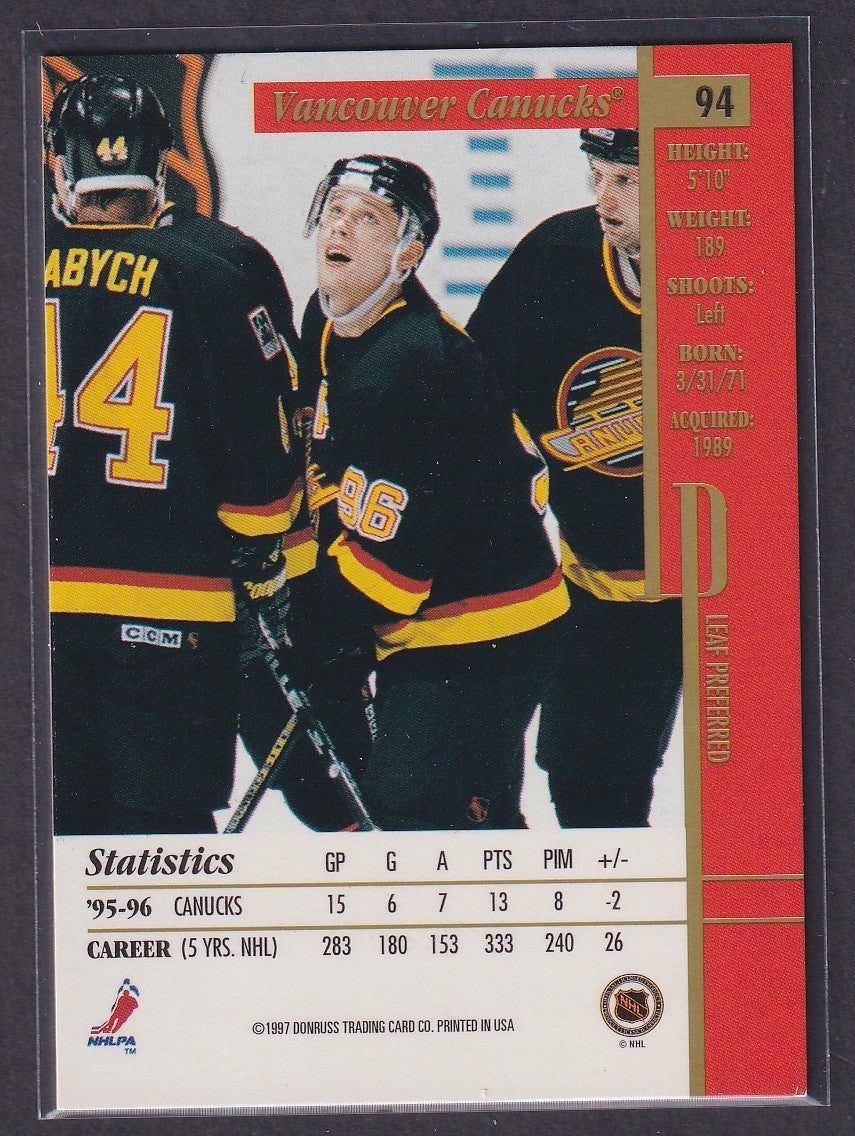 Vancouver Canucks®
94
HEIGHT:
5'10"
WEIGHT:
189
SHOOTS:
Left
BORN:
3/31/71
ACQUIRED:
1989
P
LEAF PREFERRED
44
ABYCH
44
96
CCM
Statistics GP G A PTS PIM +/-
'95-96 CANUCKS 15 6 7 13 8 -2
CAREER (5 YRS. NHL) 283 180 153 333 240 26
NHLPA
TM
©1997 DONRUSS TRADING CARD CO. PRINTED IN USA
NHL
© NHL